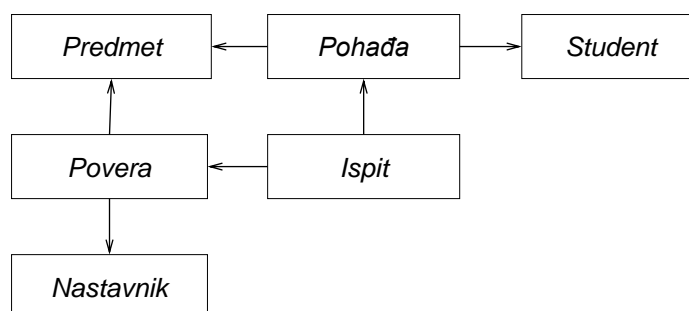 Predmet
Pohađa
Student
Povera
Ispit
Nastavnik